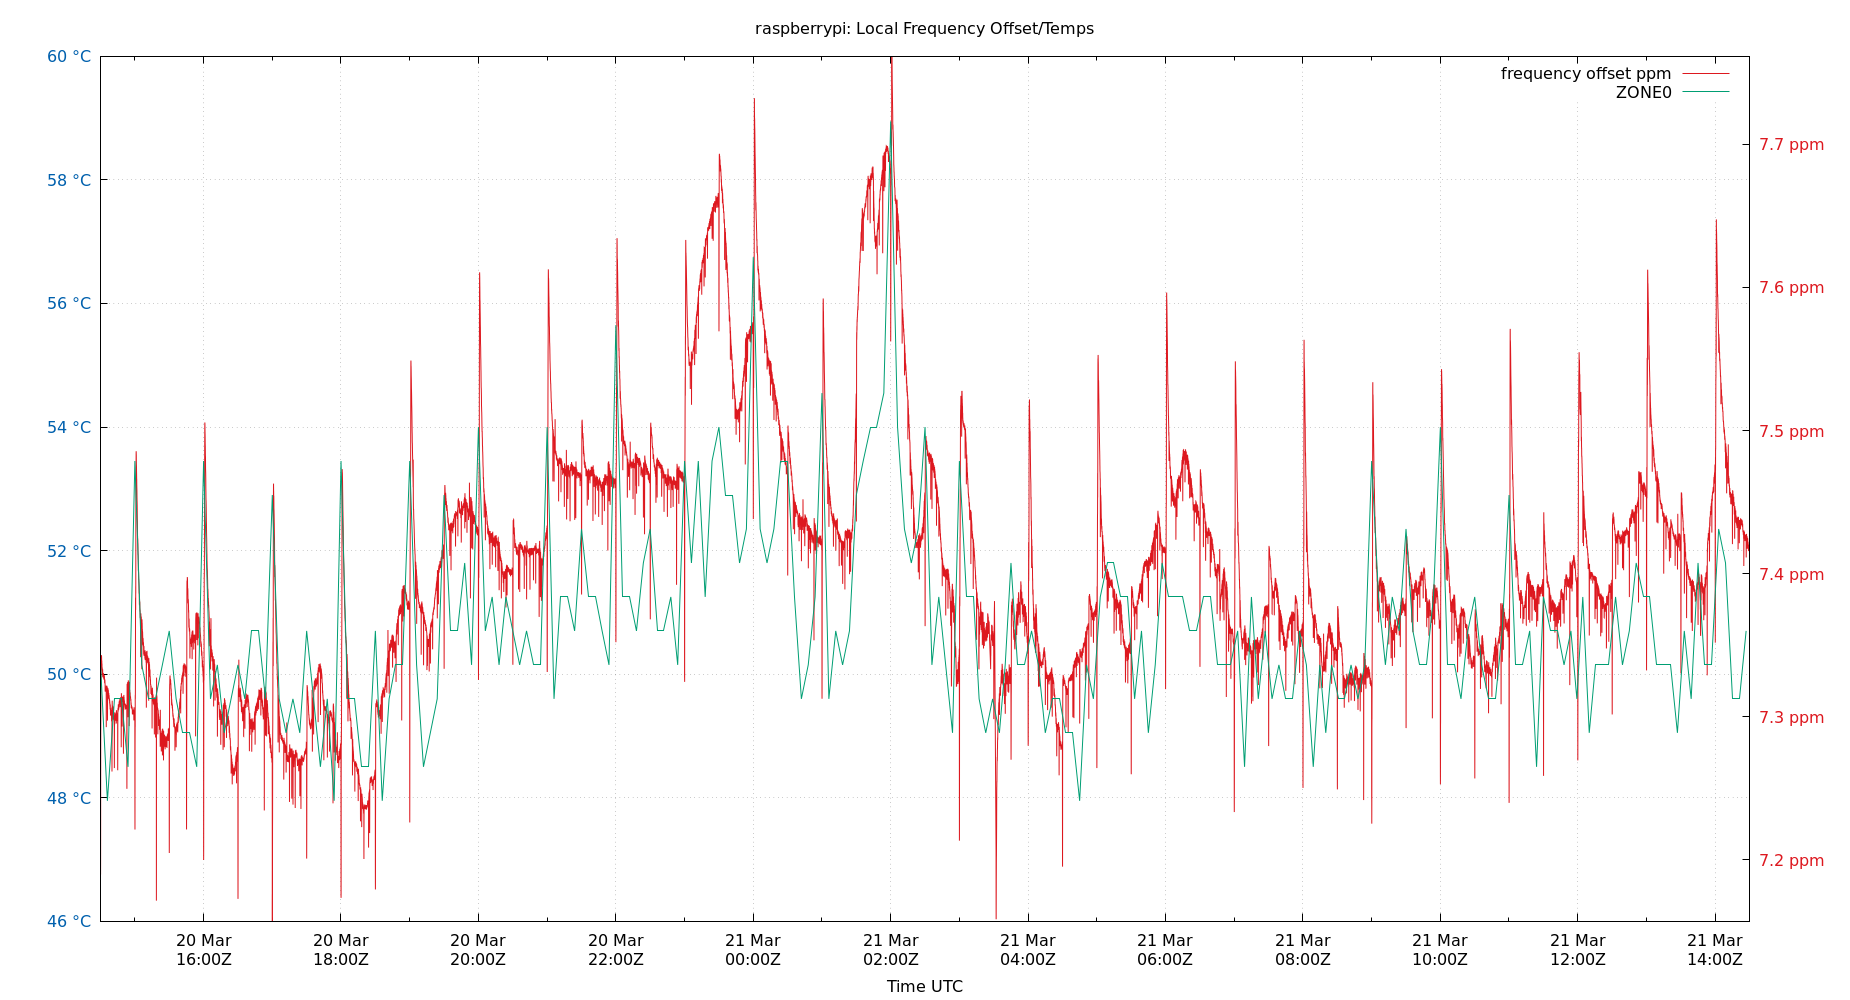 raspberrypi: Local Frequency Offset/Temps
60 °C
58 °C
56 °C
54 °C
52 °C
50 °C
48 °C
46 °C
frequency offset ppm
ZONE0
7.7 ppm
7.6 ppm
7.5 ppm
7.4 ppm
7.3 ppm
7.2 ppm
20 Mar
16:00Z
20 Mar
18:00Z
20 Mar
20:00Z
20 Mar
22:00Z
21 Mar
00:00Z
21 Mar
02:00Z
21 Mar
04:00Z
21 Mar
06:00Z
21 Mar
08:00Z
21 Mar
10:00Z
21 Mar
12:00Z
21 Mar
14:00Z
Time UTC